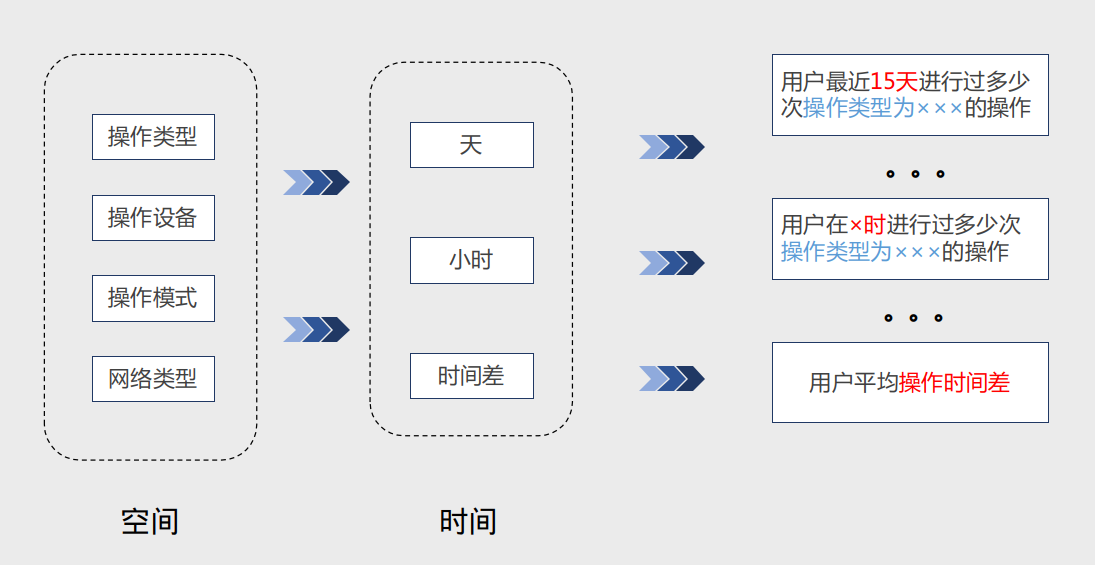 操作类型
操作设备
操作模式
网络类型
空间
天
小时
时间差
时间
用户最近15天进行过多少
次操作类型为×××的操作
。。。
用户在×时进行过多少次
操作类型为×××的操作
。。。
用户平均操作时间差